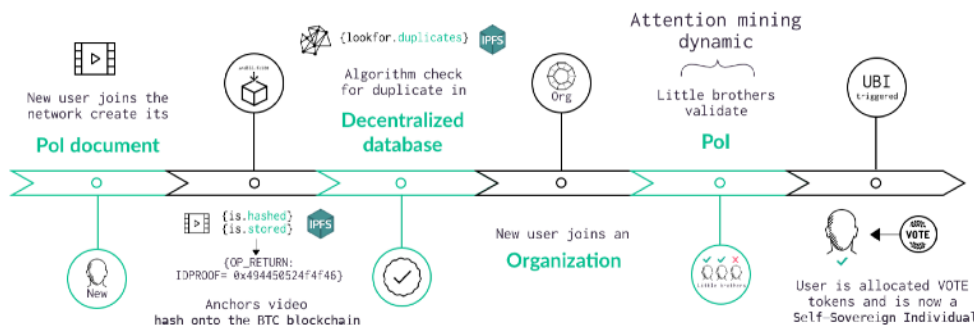 New user joins the
network create its
PoI document
New
{is.hashed}
{is.stored}
IPFS
{OP_RETURN:
IDPROOF= 0x494450524f4f46}
Anchors video
hash onto the BTC blockchain
{lookfor.duplicates}
IPFS
Algorithm check
for duplicate in
Decentralized
database
Org
New user joins an
Organization
Attention mining
dynamic
Little brothers
validate
PoI
Little brothers
UBI
triggered
VOTE
User is allocated VOTE
tokens and is now a
Self-Sovereign Individual